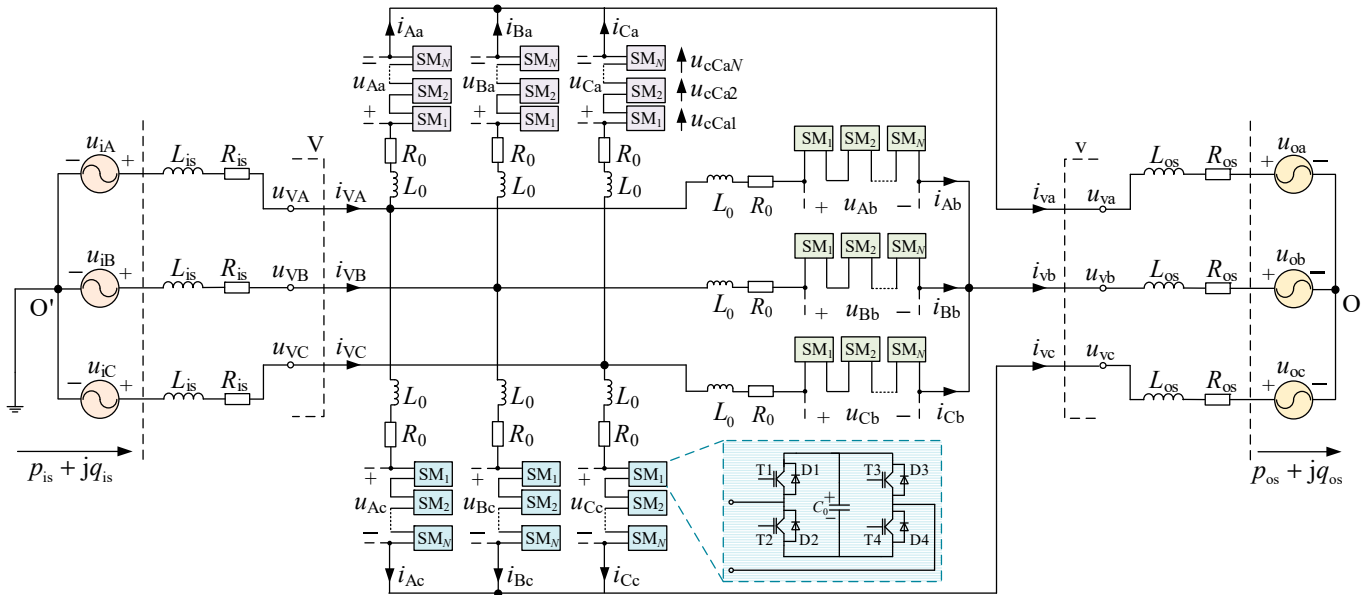 i_Aa i_Ba i_Ca
− SM_N − SM_N − SM_N u_cCaN
u_Aa SM_2 u_Ba SM_2 u_Ca SM_2 u_cCa2
+ SM_1 + SM_1 + SM_1 u_cCa1
R_0 R_0 R_0
L_0 L_0 L_0
V v
SM_1 SM_2 SM_N
− u_iA + L_is R_is u_VA i_VA
L_0 R_0 + u_Ab − i_Ab
i_va u_va L_os R_os + u_oa −
SM_1 SM_2 SM_N
O' − u_iB + L_is R_is u_VB i_VB
L_0 R_0 + u_Bb − i_Bb
i_vb u_vb L_os R_os + u_ob − O
SM_1 SM_2 SM_N
− u_iC + L_is R_is u_VC i_VC
L_0 R_0 + u_Cb − i_Cb
i_vc u_vc L_os R_os + u_oc −
L_0 L_0 L_0
R_0 R_0 R_0
p_is + jq_is
p_os + jq_os
+ SM_1 + SM_1 + SM_1
u_Ac SM_2 u_Bc SM_2 u_Cc SM_2
− SM_N − SM_N − SM_N
i_Ac i_Bc i_Cc
T1 D1 T3 D3
+ C_0 −
T2 D2 T4 D4